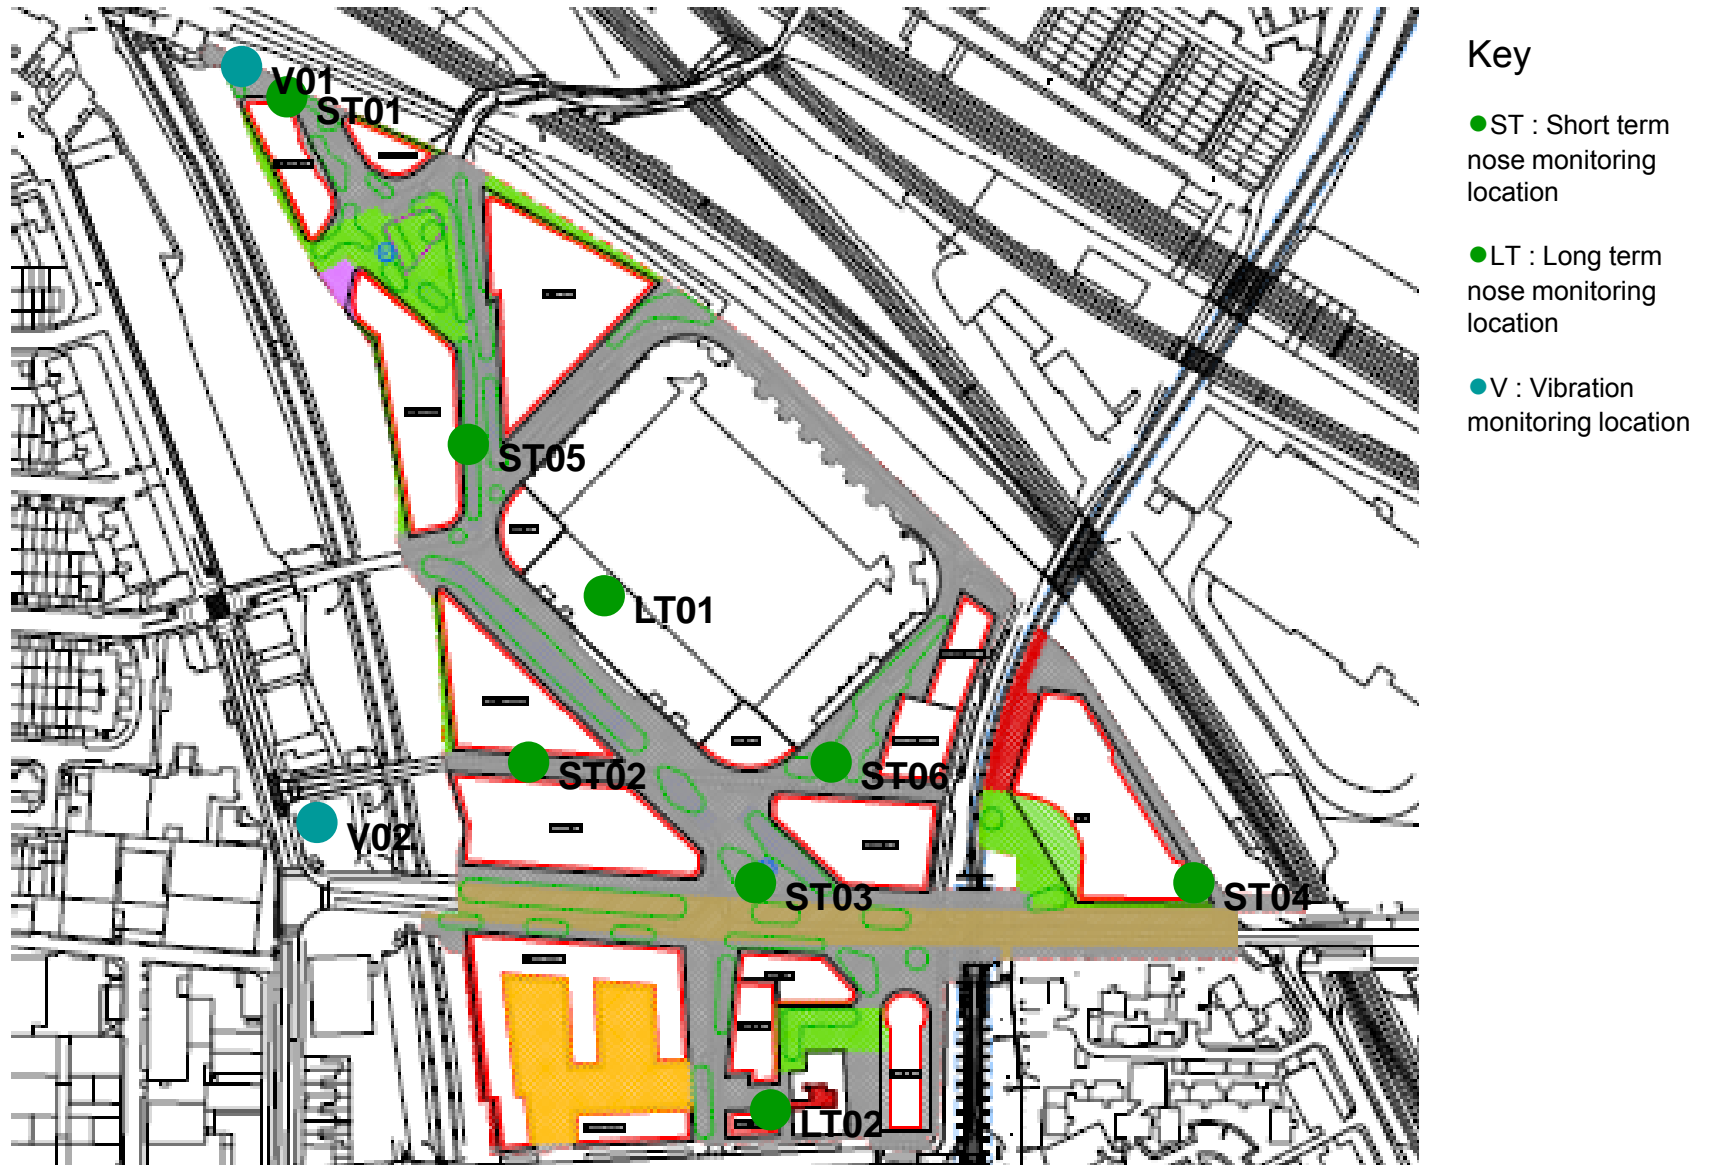 Key
ST : Short term
nose monitoring
location
LT : Long term
nose monitoring
location
V : Vibration
monitoring location
V01
ST01
ST05
LT01
ST02
ST06
V02
ST03
ST04
LT02